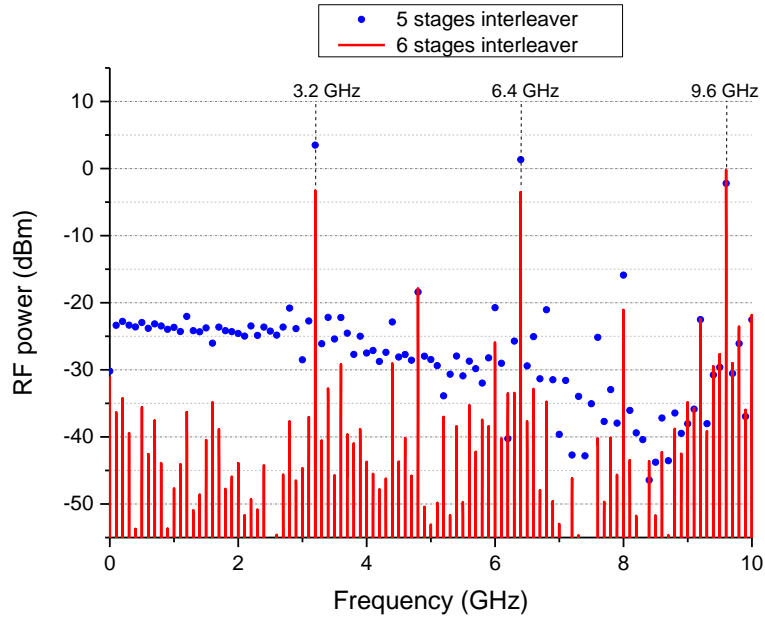 5 stages interleaver
6 stages interleaver
3.2 GHz
6.4 GHz
9.6 GHz
10
0
-10
-20
-30
-40
-50
RF power (dBm)
0
2
4
6
8
10
Frequency (GHz)